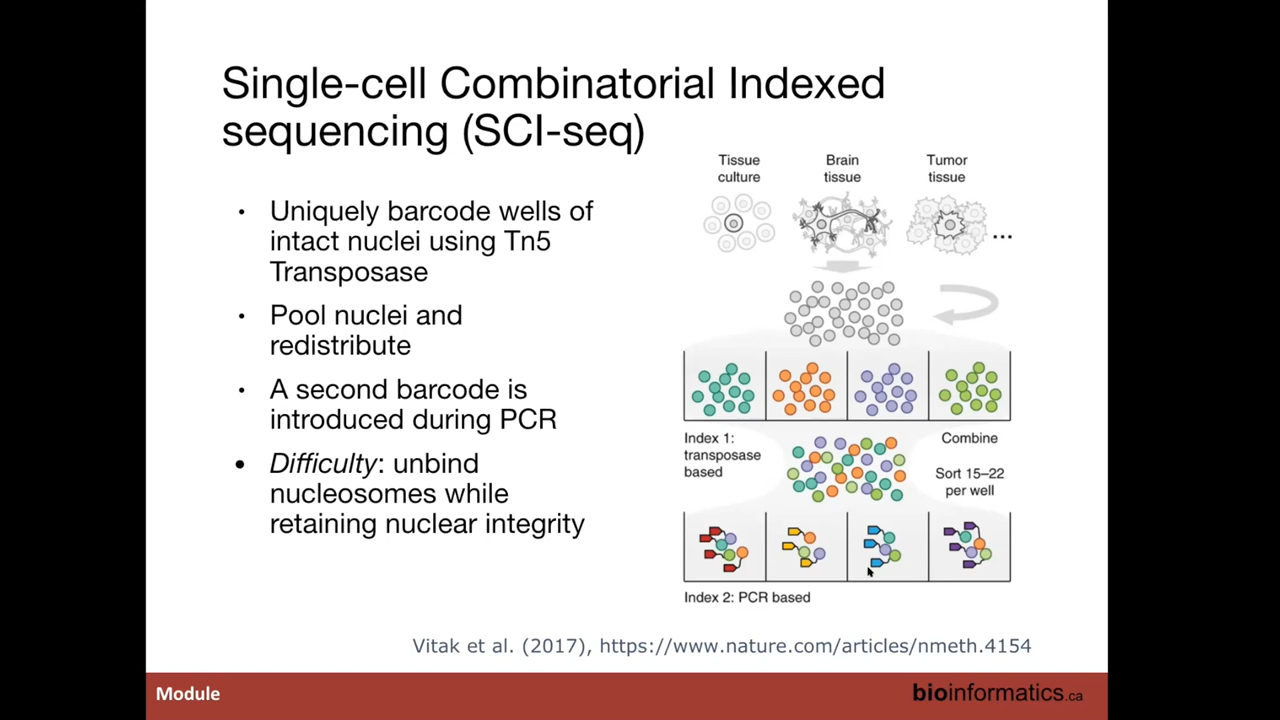 Single-cell Combinatorial Indexed
sequencing (SCI-seq)
• Uniquely barcode wells of
intact nuclei using Tn5
Transposase
• Pool nuclei and
redistribute
• A second barcode is
introduced during PCR
• Difficulty: unbind
nucleosomes while
retaining nuclear integrity
Tissue
culture
Brain
tissue
Tumor
tissue
...
Index 1:
transposase
based
Combine
Sort 15–22
per well
Index 2: PCR based
Vitak et al. (2017), https://www.nature.com/articles/nmeth.4154
Module
bioinformatics.ca